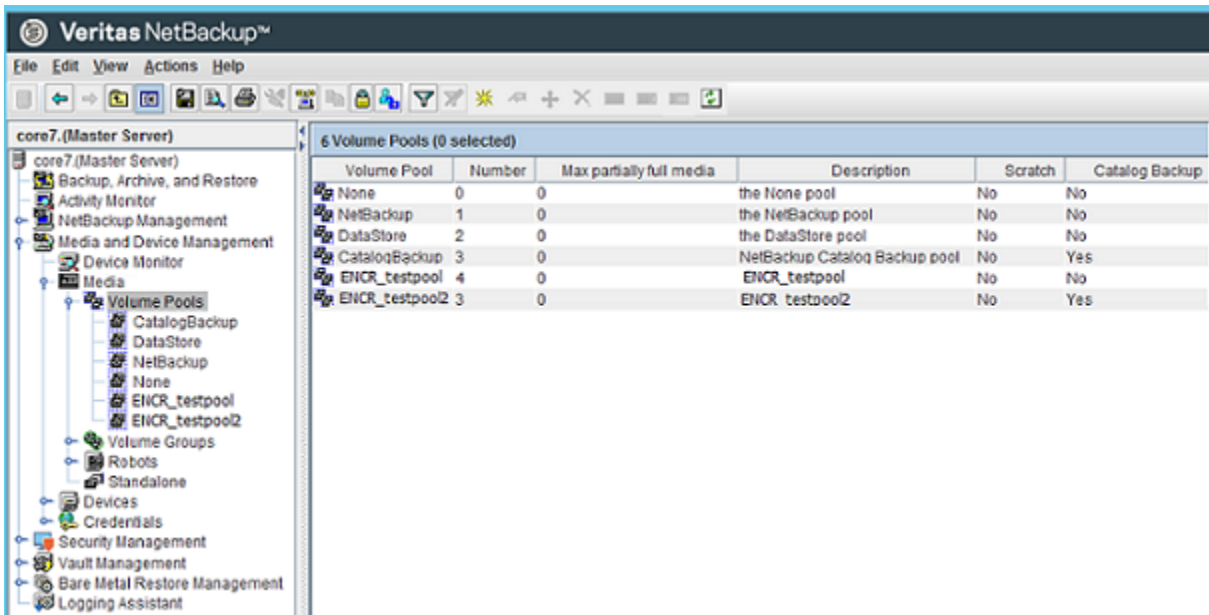 Veritas NetBackup™
File Edit View Actions Help
core7.(Master Server)
core7.(Master Server)
Backup, Archive, and Restore
Activity Monitor
NetBackup Management
Media and Device Management
Device Monitor
Media
Volume Pools
CatalogBackup
DataStore
NetBackup
None
ENCR_testpool
ENCR_testpool2
Volume Groups
Robots
Standalone
Devices
Credentials
Security Management
Vault Management
Bare Metal Restore Management
Logging Assistant
6 Volume Pools (0 selected)
Volume Pool Number Max partially full media Description Scratch Catalog Backup
None 0 0 the None pool No No
NetBackup 1 0 the NetBackup pool No No
DataStore 2 0 the DataStore pool No No
CatalogBackup 3 0 NetBackup Catalog Backup pool No Yes
ENCR_testpool 4 0 ENCR_testpool No No
ENCR_testpool2 3 0 ENCR_testpool2 No Yes